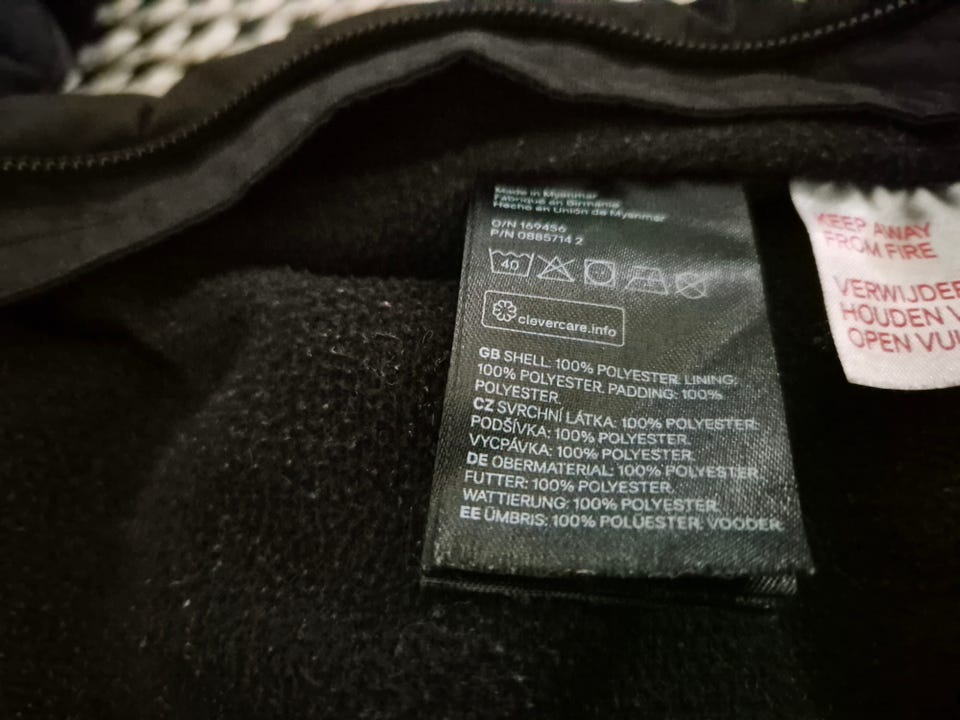 Made in Myanmar
Fabriqué en Birmanie
Hecho en Unión de Myanmar
O/N 169456
P/N 0885714 2
40
clevercare.info
GB SHELL: 100% POLYESTER. LINING:
100% POLYESTER. PADDING: 100%
POLYESTER.
CZ SVRCHNÍ LÁTKA: 100% POLYESTER.
PODŠÍVKA: 100% POLYESTER.
VYCPÁVKA: 100% POLYESTER.
DE OBERMATERIAL: 100% POLYESTER.
FUTTER: 100% POLYESTER.
WATTIERUNG: 100% POLYESTER.
EE ÜMBRIS: 100% POLÜESTER. VOODER:
KEEP AWAY
FROM FIRE
VERWIJDE
HOUDEN V
OPEN VU